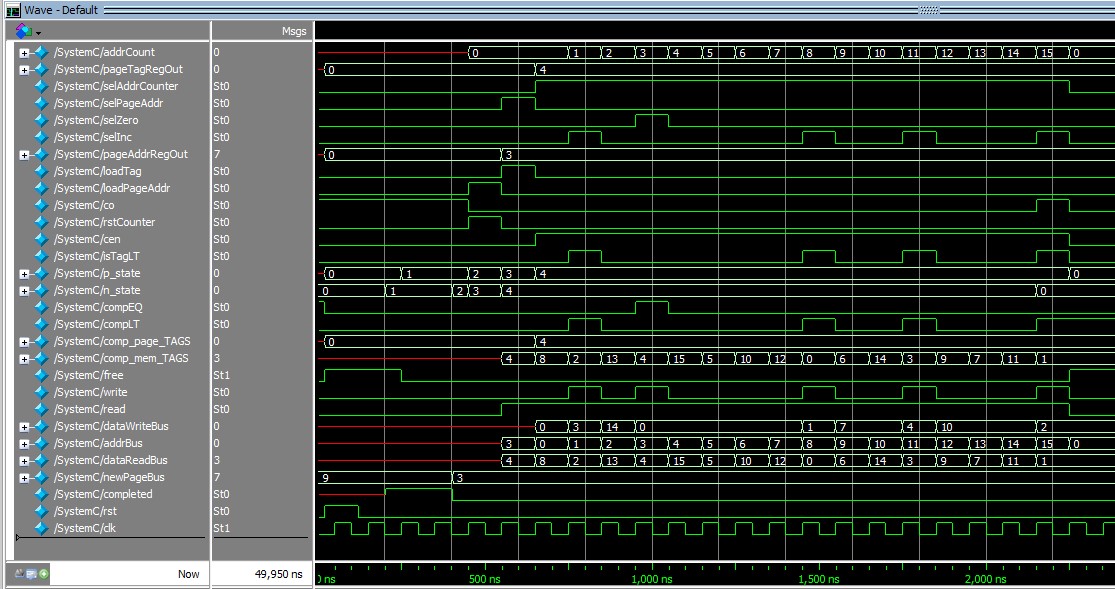 Wave - Default
Msgs
/SystemC/addrCount 0 0 1 2 3 4 5 6 7 8 9 10 11 12 13 14 15 0
/SystemC/pageTagRegOut 0 0 4
/SystemC/selAddrCounter St0
/SystemC/selPageAddr St0
/SystemC/selZero St0
/SystemC/selInc St0
/SystemC/pageAddrRegOut 7 0 3
/SystemC/loadTag St0
/SystemC/loadPageAddr St0
/SystemC/co St0
/SystemC/rstCounter St0
/SystemC/cen St0
/SystemC/isTagLT St0
/SystemC/p_state 0 0 1 2 3 4 0
/SystemC/n_state 0 0 1 2 3 4 0
/SystemC/compEQ St0
/SystemC/compLT St0
/SystemC/comp_page_TAGS 0 0 4
/SystemC/comp_mem_TAGS 3 4 8 2 13 4 15 5 10 12 0 6 14 3 9 7 11 1
/SystemC/free St1
/SystemC/write St0
/SystemC/read St0
/SystemC/dataWriteBus 0 0 3 14 0 1 7 4 10 2
/SystemC/addrBus 0 3 0 1 2 3 4 5 6 7 8 9 10 11 12 13 14 15 0
/SystemC/dataReadBus 3 4 8 2 13 4 15 5 10 12 0 6 14 3 9 7 11 1
/SystemC/newPageBus 7 9 3
/SystemC/completed St0
/SystemC/rst St0
/SystemC/clk St1
Now 49,950 ns 0 ns 500 ns 1,000 ns 1,500 ns 2,000 ns